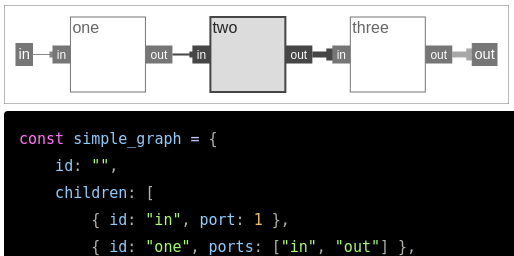 one two three
in in out in out in out out
const simple_graph = {
id: "",
children: [
{ id: "in", port: 1 },
{ id: "one", ports: ["in", "out"] },